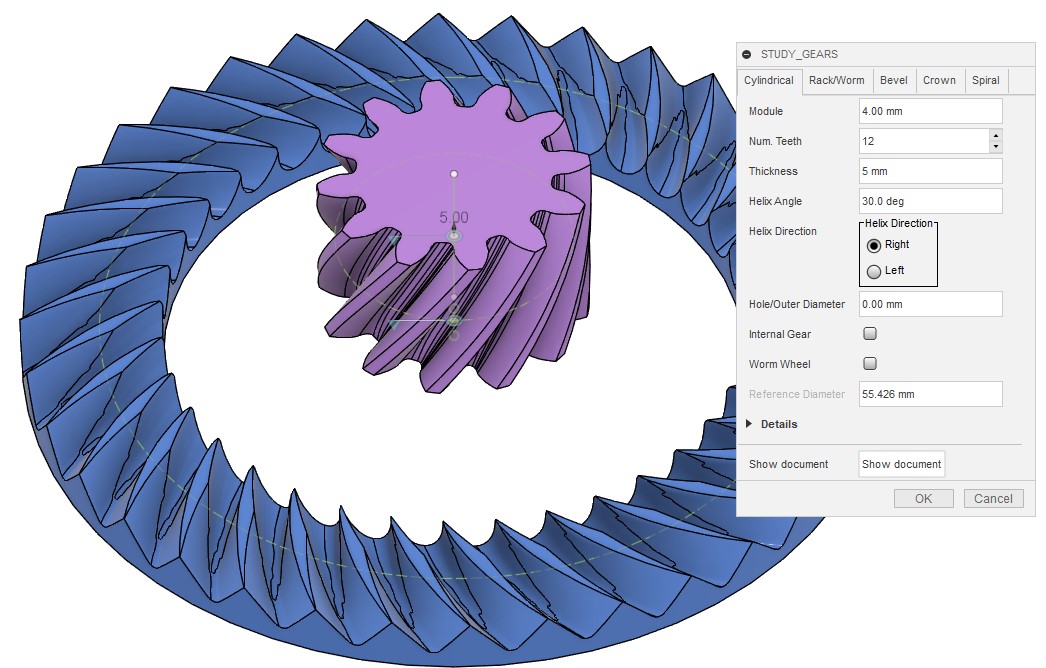 STUDY_GEARS
Cylindrical Rack/Worm Bevel Crown Spiral
Module 4.00 mm
Num. Teeth 12
Thickness 5 mm
Helix Angle 30.0 deg
Helix Direction
Helix Direction
Right
Left
Hole/Outer Diameter 0.00 mm
Internal Gear
Worm Wheel
Reference Diameter 55.426 mm
Details
Show document Show document
OK Cancel
5.00